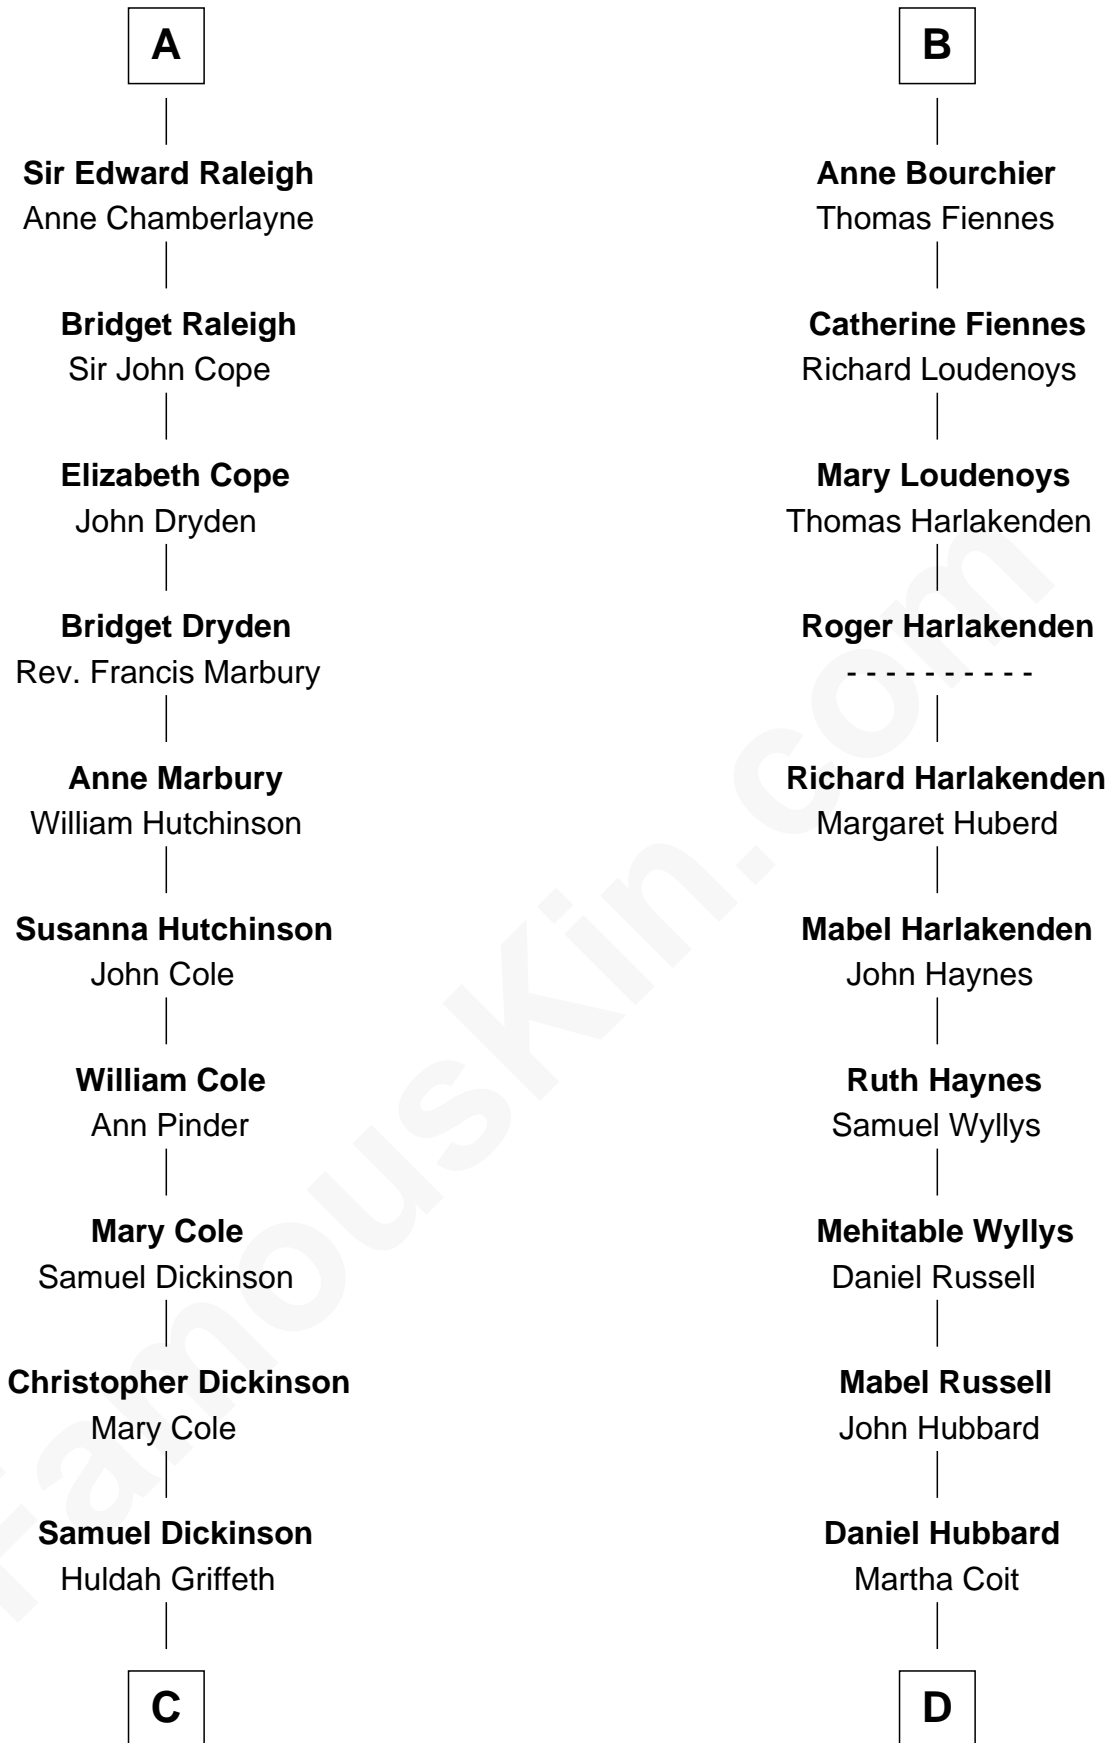 A
Sir Edward Raleigh
Anne Chamberlayne
Bridget Raleigh
Sir John Cope
Elizabeth Cope
John Dryden
Bridget Dryden
Rev. Francis Marbury
Anne Marbury
William Hutchinson
Susanna Hutchinson
John Cole
William Cole
Ann Pinder
Mary Cole
Samuel Dickinson
Christopher Dickinson
Mary Cole
Samuel Dickinson
Huldah Griffeth
C
B
Anne Bourchier
Thomas Fiennes
Catherine Fiennes
Richard Loudenoys
Mary Loudenoys
Thomas Harlakenden
Roger Harlakenden
- - - - - - - - - -
Richard Harlakenden
Margaret Huberd
Mabel Harlakenden
John Haynes
Ruth Haynes
Samuel Wyllys
Mehitable Wyllys
Daniel Russell
Mabel Russell
John Hubbard
Daniel Hubbard
Martha Coit
D
FamousKin.com